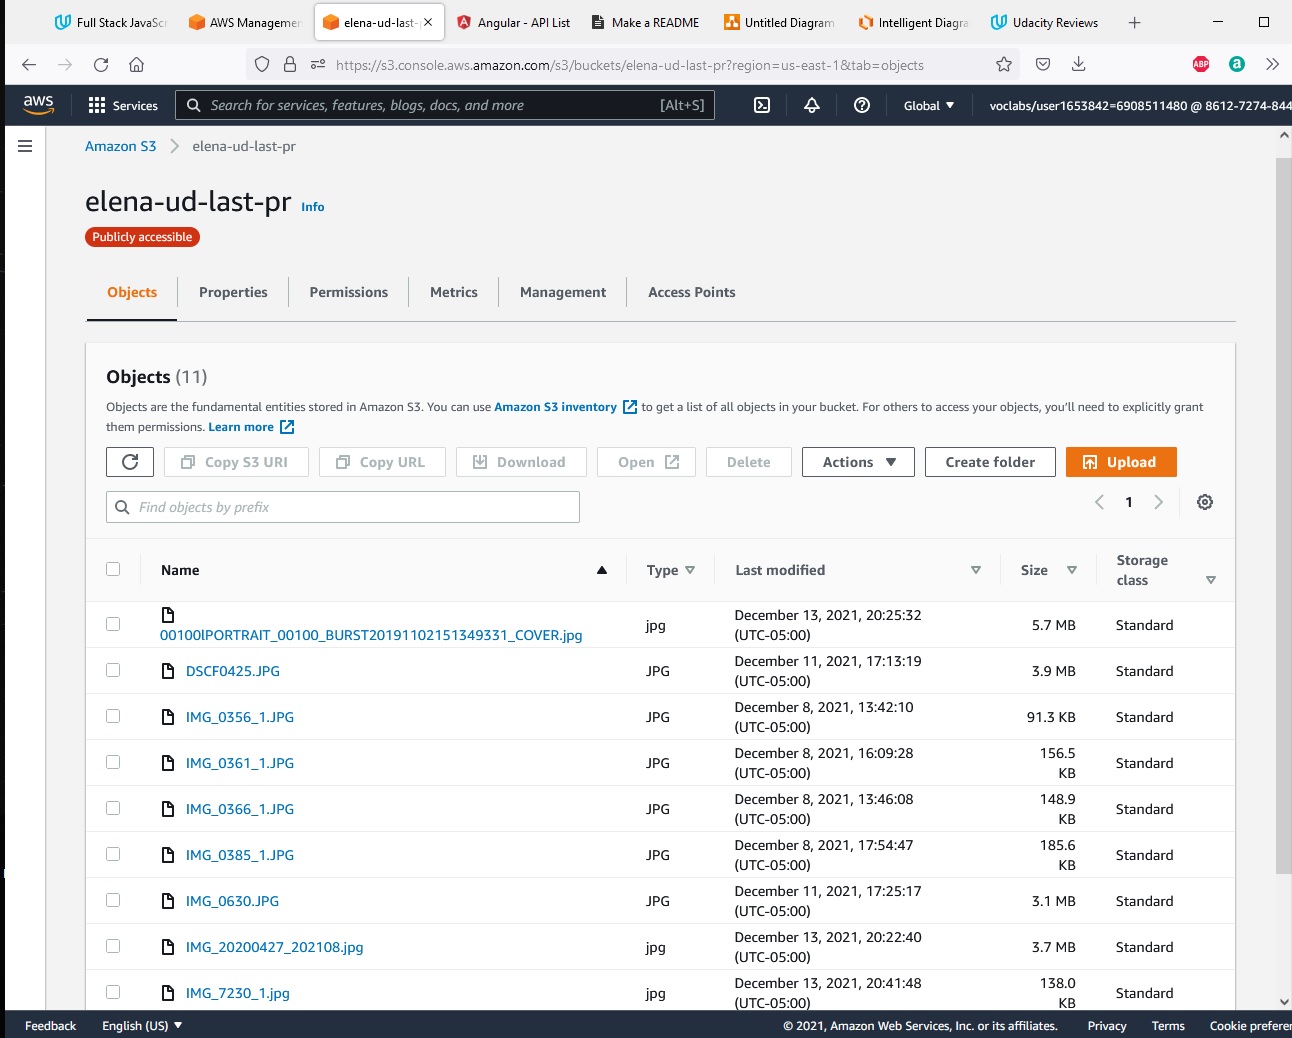 Full Stack JavaSc
AWS Managemen
elena-ud-last-
Angular - API List
Make a README
Untitled Diagram
Intelligent Diagra
Udacity Reviews
https://s3.console.aws.amazon.com/s3/buckets/elena-ud-last-pr?region=us-east-1&tab=objects
ABP
a
aws
Services
Search for services, features, blogs, docs, and more
[Alt+S]
Global
voclabs/user1653842=6908511480 @ 8612-7274-844
Amazon S3
elena-ud-last-pr
elena-ud-last-pr Info
Publicly accessible
Objects
Properties
Permissions
Metrics
Management
Access Points
Objects (11)
Objects are the fundamental entities stored in Amazon S3. You can use Amazon S3 inventory to get a list of all objects in your bucket. For others to access your objects, you'll need to explicitly grant
them permissions. Learn more
Copy S3 URI
Copy URL
Download
Open
Delete
Actions
Create folder
Upload
Find objects by prefix
1
Name
Type
Last modified
Size
Storage
class
00100lPORTRAIT_00100_BURST20191102151349331_COVER.jpg
jpg
December 13, 2021, 20:25:32
(UTC-05:00)
5.7 MB
Standard
DSCF0425.JPG
JPG
December 11, 2021, 17:13:19
(UTC-05:00)
3.9 MB
Standard
IMG_0356_1.JPG
JPG
December 8, 2021, 13:42:10
(UTC-05:00)
91.3 KB
Standard
IMG_0361_1.JPG
JPG
December 8, 2021, 16:09:28
(UTC-05:00)
156.5
KB
Standard
IMG_0366_1.JPG
JPG
December 8, 2021, 13:46:08
(UTC-05:00)
148.9
KB
Standard
IMG_0385_1.JPG
JPG
December 8, 2021, 17:54:47
(UTC-05:00)
185.6
KB
Standard
IMG_0630.JPG
JPG
December 11, 2021, 17:25:17
(UTC-05:00)
3.1 MB
Standard
IMG_20200427_202108.jpg
jpg
December 13, 2021, 20:22:40
(UTC-05:00)
3.7 MB
Standard
IMG_7230_1.jpg
jpg
December 13, 2021, 20:41:48
(UTC-05:00)
138.0
KB
Standard
Feedback
English (US)
© 2021, Amazon Web Services, Inc. or its affiliates.
Privacy
Terms
Cookie preferen